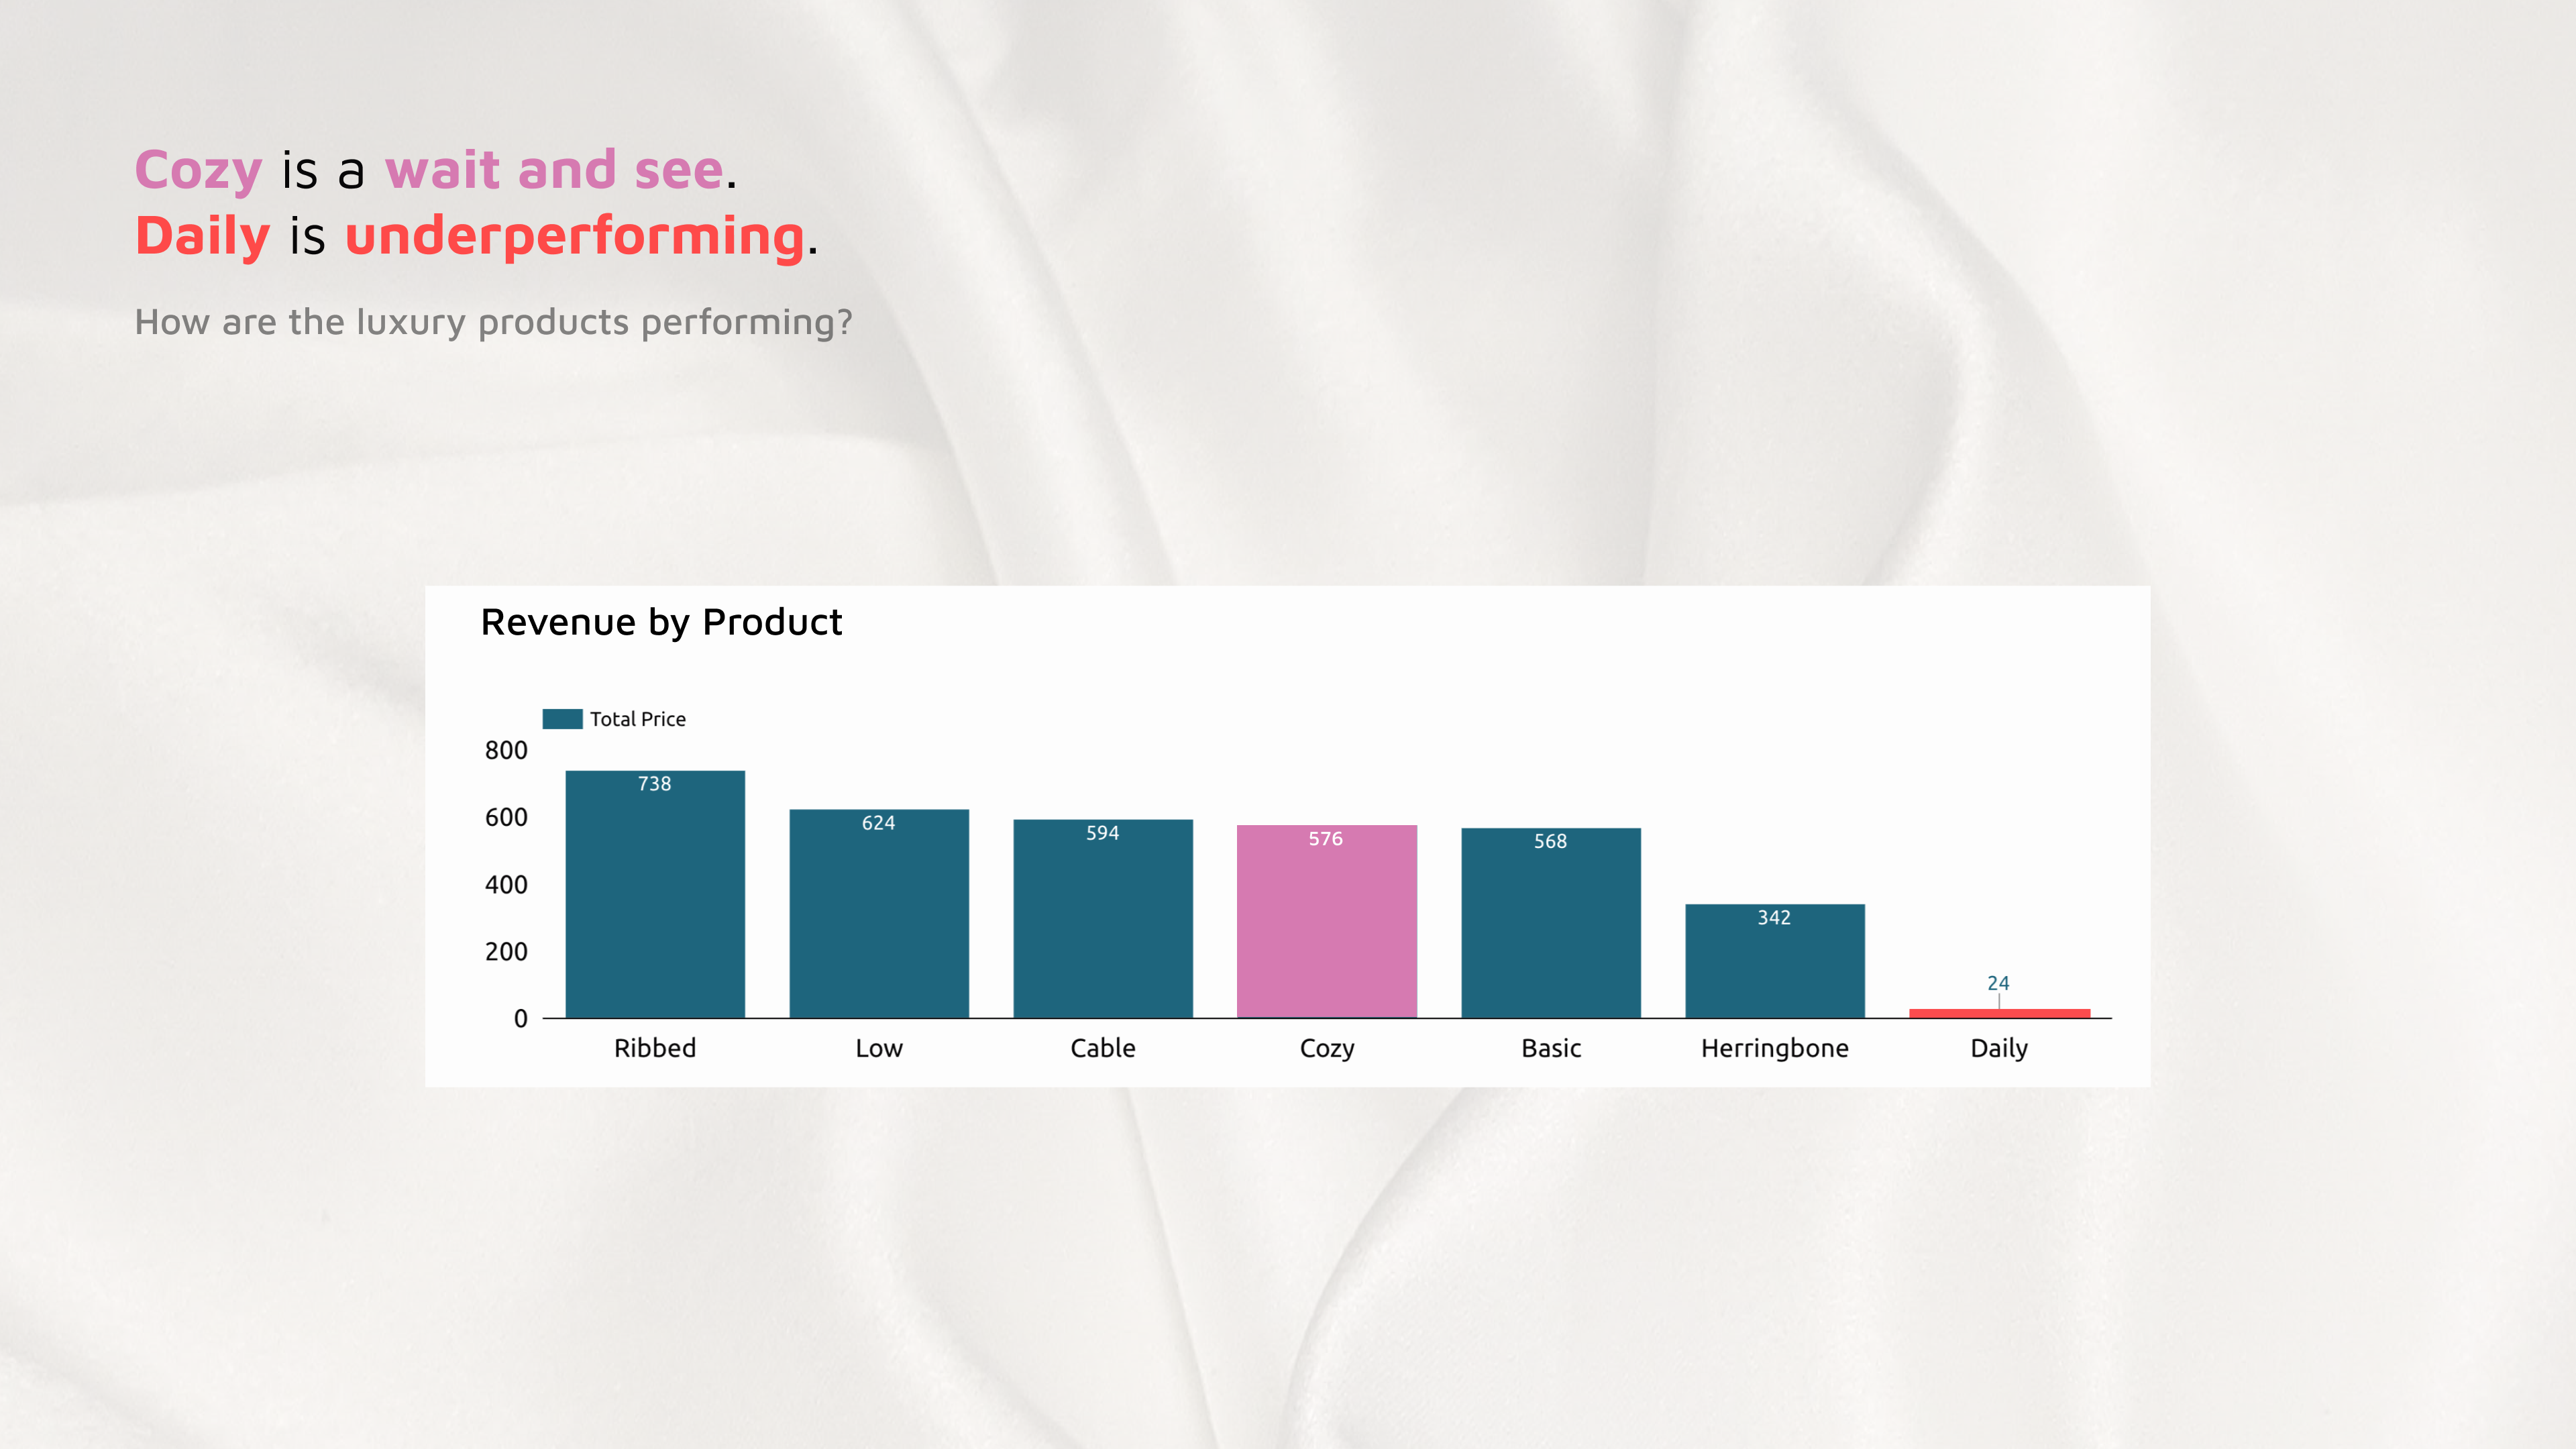 Cozy is a wait and see.
Daily is underperforming.
How are the luxury products performing?
Revenue by Product
Total Price
800
600
400
200
0
738
624
594
576
568
342
24
Ribbed
Low
Cable
Cozy
Basic
Herringbone
Daily